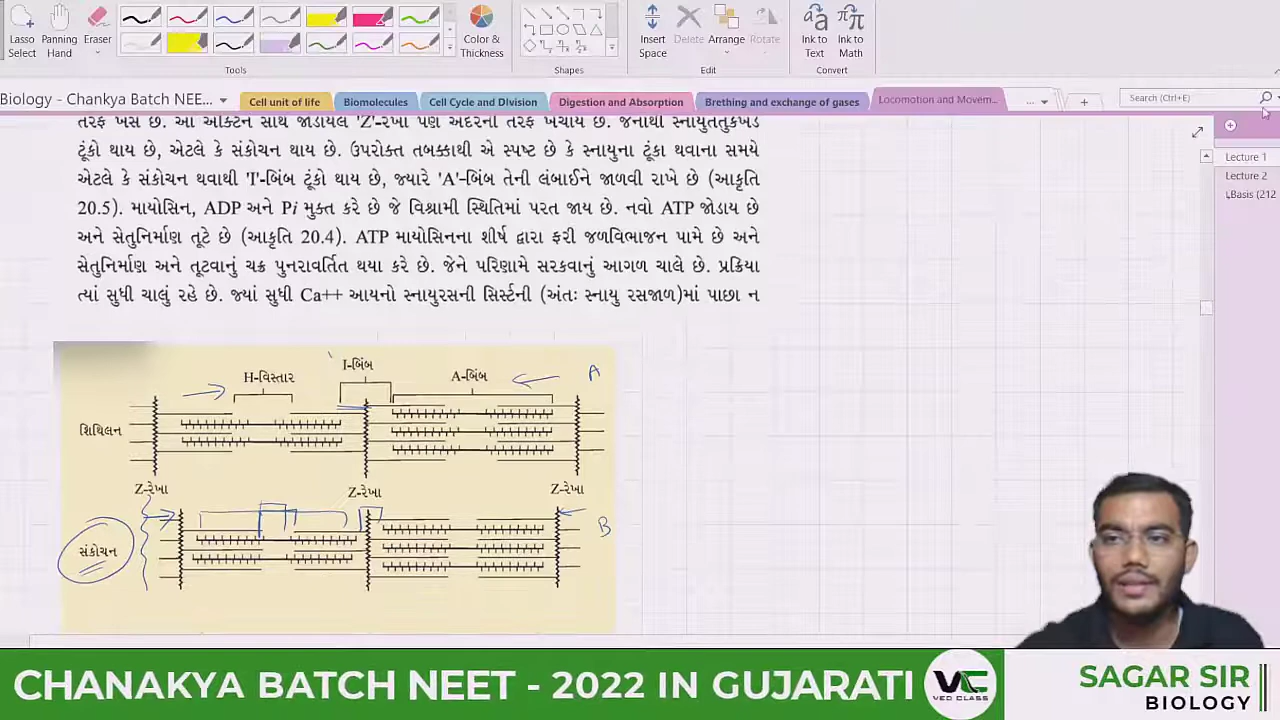 Lasso Select
Panning Hand
Eraser
Color & Thickness
Insert Space
Delete
Arrange
Rotate
Ink to Text
Ink to Math
Tools
Shapes
Edit
Convert
Biology - Chankya Batch NEE...
Cell unit of life
Biomolecules
Cell Cycle and DIvision
Digestion and Absorption
Brething and exchange of gases
Locomotion and Movem...
...
Search (Ctrl+E)
Lecture 1
Lecture 2
Basis (212
તરફ ખસે છે. આ એક્ટિન સાથે જોડાયેલ 'Z'-રેખા પણ અંદરની તરફ ખેંચાય છે. જેનાથી સ્નાયુતંતુકખંડ
ટૂંકો થાય છે, એટલે કે સંકોચન થાય છે. ઉપરોક્ત તબક્કાથી એ સ્પષ્ટ છે કે સ્નાયુના ટૂંકા થવાના સમયે
એટલે કે સંકોચન થવાથી 'I'-બિંબ ટૂંકો થાય છે, જ્યારે 'A'-બિંબ તેની લંબાઈને જાળવી રાખે છે (આકૃતિ
20.5). માયોસિન, ADP અને Pi મુક્ત કરે છે જે વિશ્રામી સ્થિતિમાં પરત જાય છે. નવો ATP જોડાય છે
અને સેતુનિર્માણ તૂટે છે (આકૃતિ 20.4). ATP માયોસિનના શીર્ષ દ્વારા ફરી જળવિભાજન પામે છે અને
સેતુનિર્માણ અને તૂટવાનું ચક્ર પુનરાવર્તિત થયા કરે છે. જેને પરિણામે સરકવાનું આગળ ચાલે છે. પ્રક્રિયા
ત્યાં સુધી ચાલું રહે છે. જ્યાં સુધી Ca++ આયનો સ્નાયુરસની સિસ્ટર્ની (અંતઃ સ્નાયુ રસજાળ)માં પાછા ન
H-વિસ્તાર
I-બિંબ
A-બિંબ
A
શિથિલન
Z-રેખા
Z-રેખા
Z-રેખા
સંકોચન
B
CHANAKYA BATCH NEET - 2022 IN GUJARATI
VED CLASS
SAGAR SIR
BIOLOGY